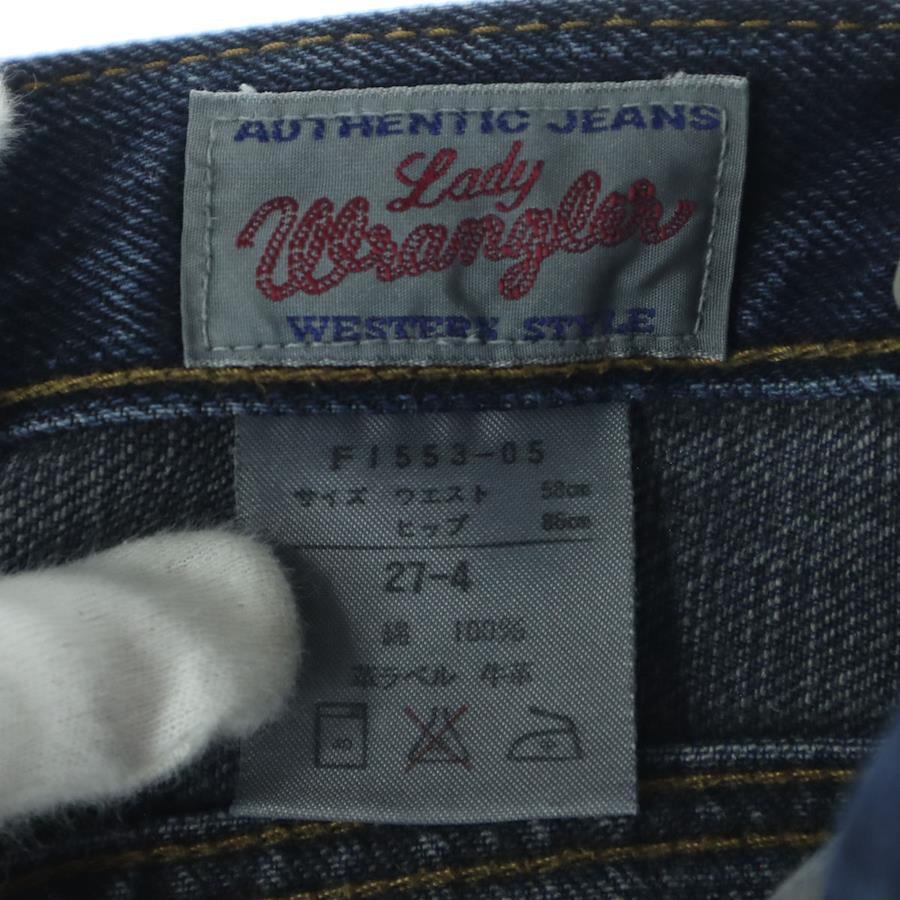 AUTHENTIC JEANS
Lady
Wrangler
WESTERN STYLE
F1553-05
サイズ ウエスト 58cm
ヒップ 86cm
27-4
綿 100%
革ラベル 牛革
40